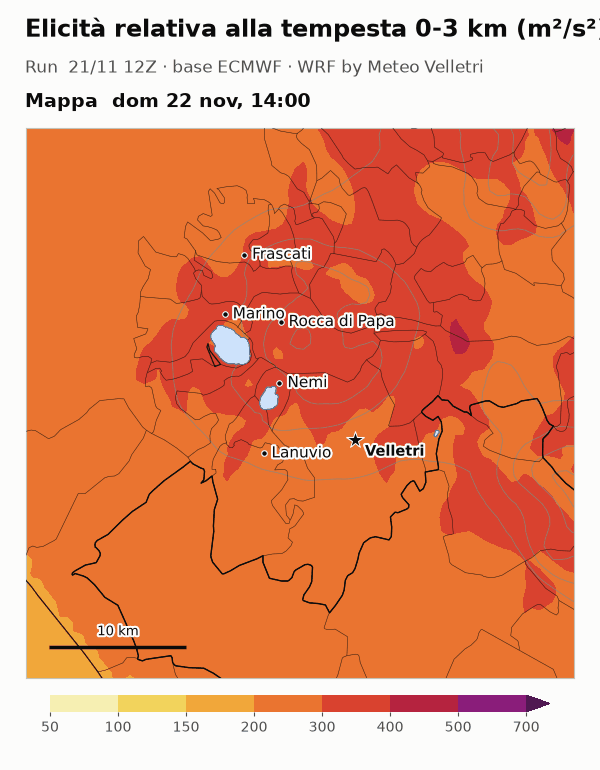 Elicità relativa alla tempesta 0-3 km (m²/s²)
Run  21/11 12Z · base ECMWF · WRF by Meteo Velletri
Mappa  dom 22 nov, 14:00
Frascati
Marino
Rocca di Papa
Nemi
Velletri
Lanuvio
10 km
50 100 150 200 300 400 500 700